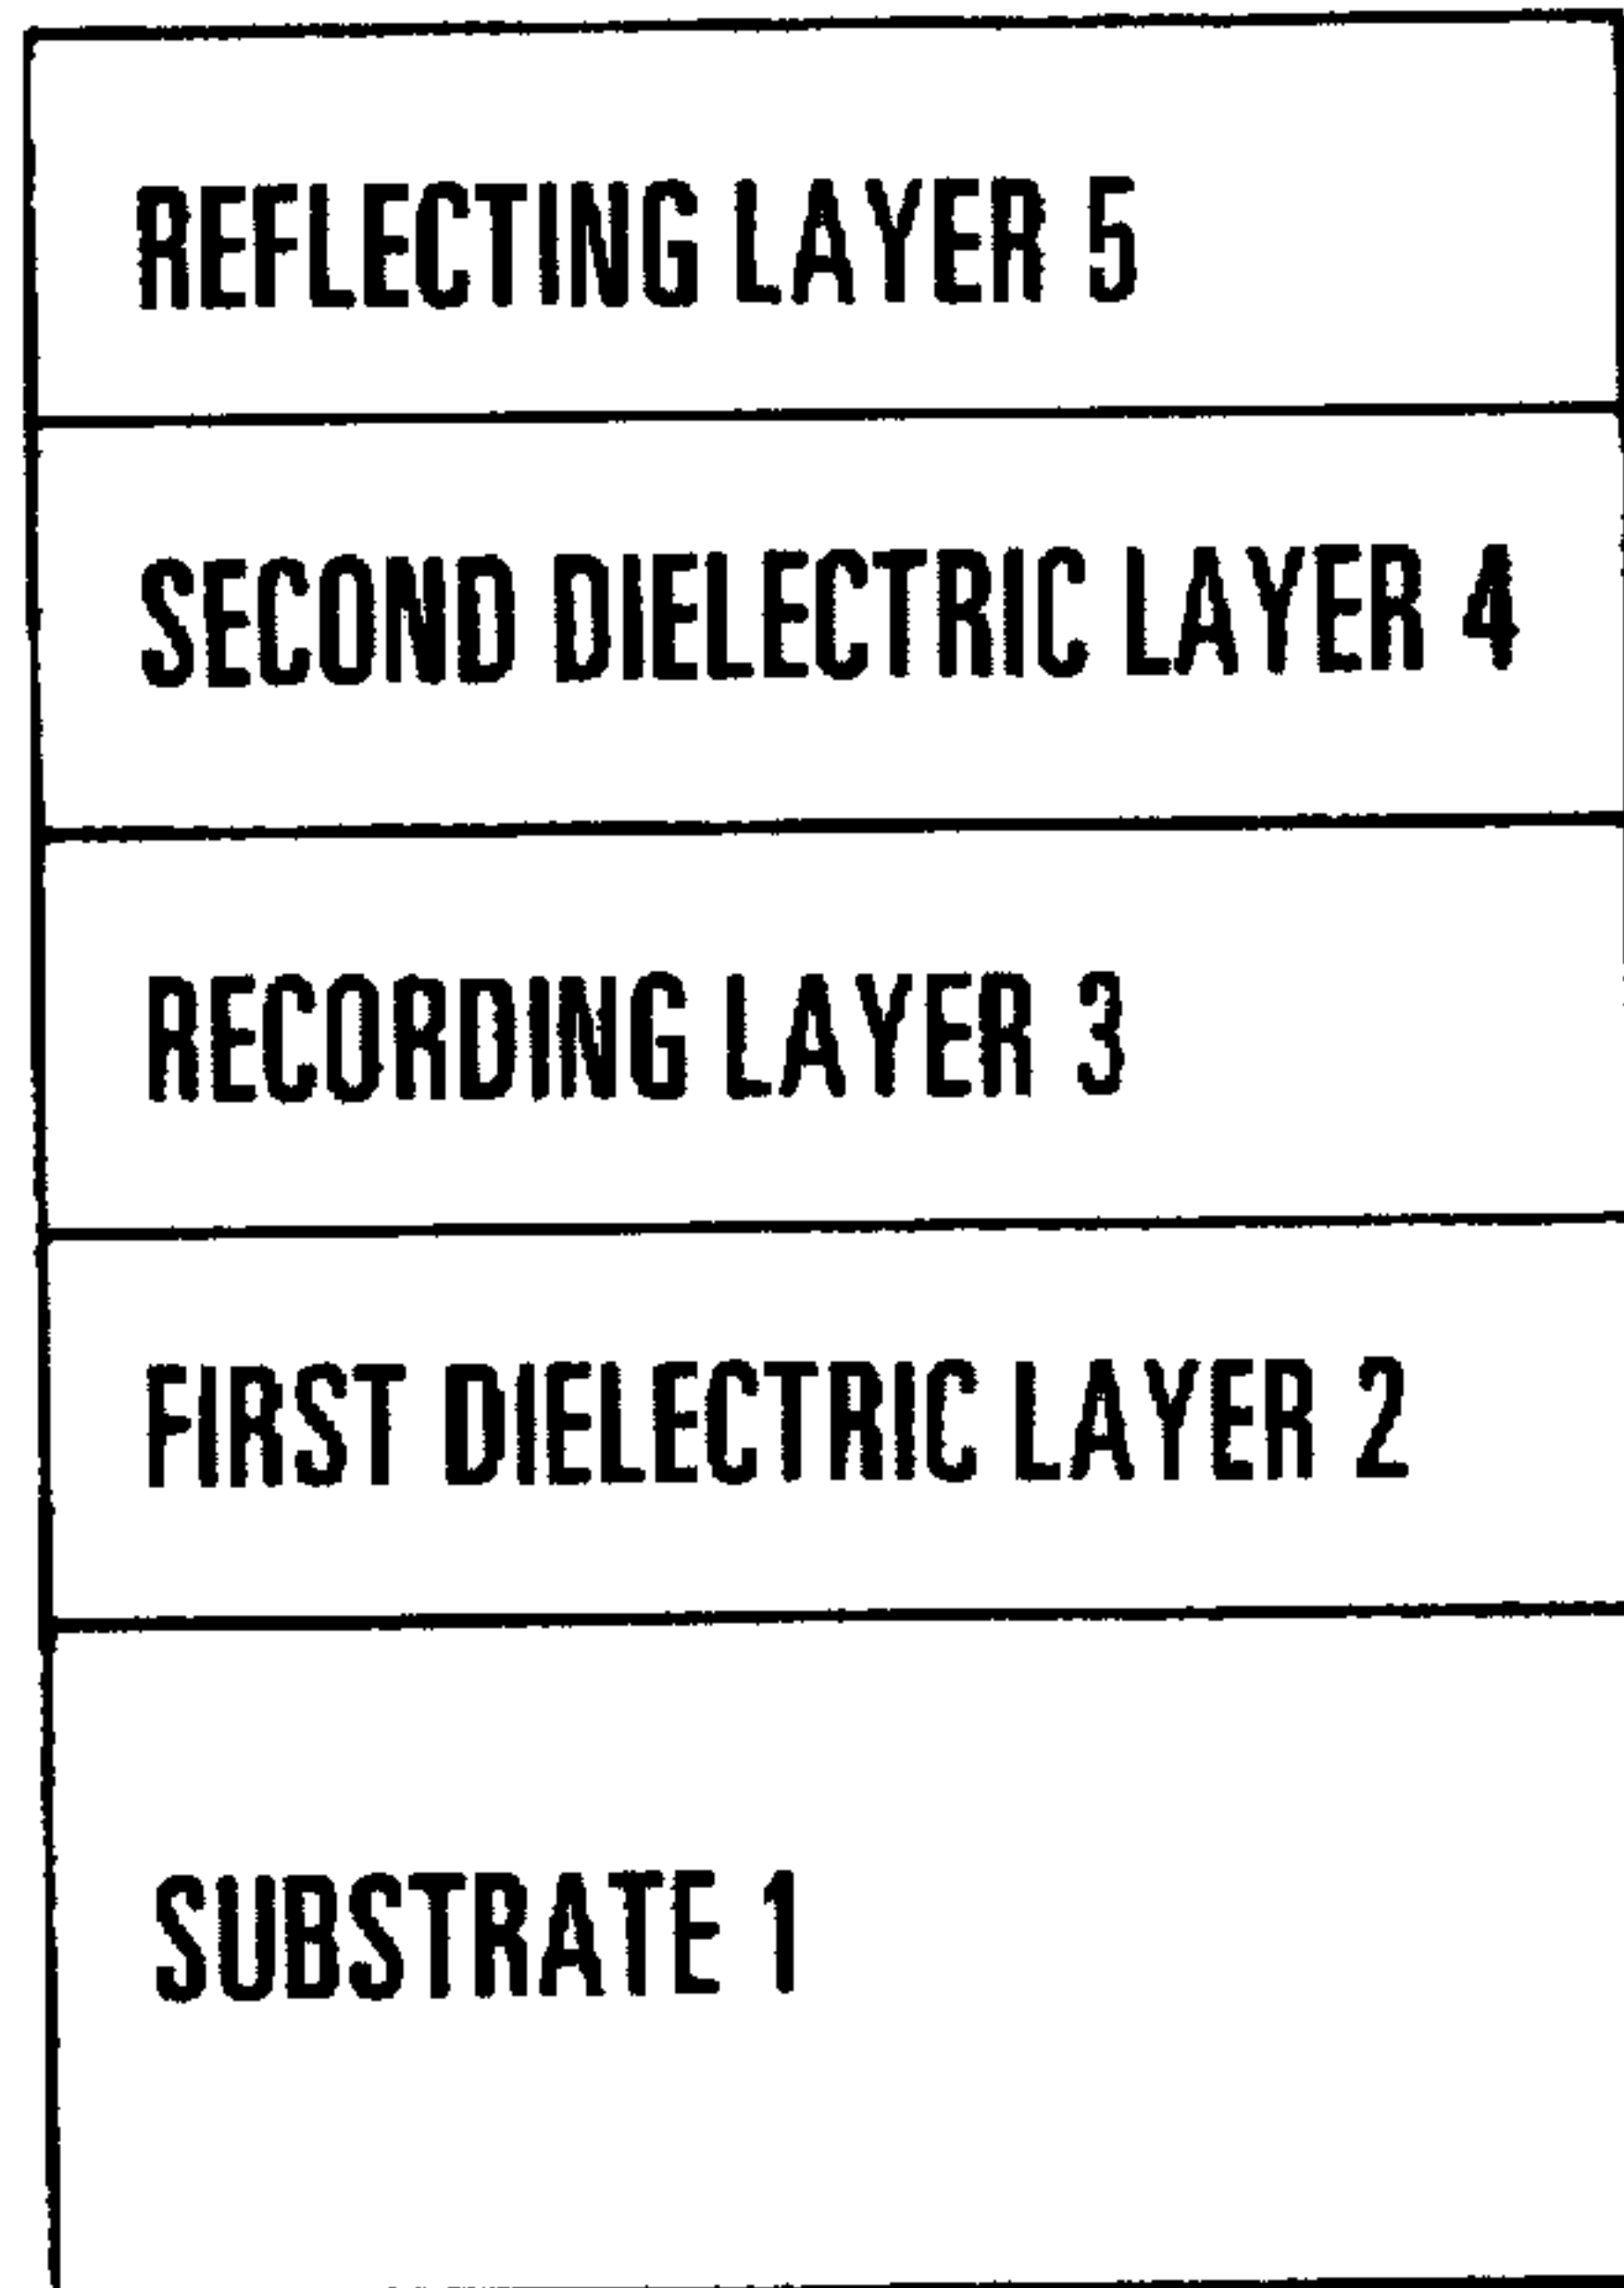 REFLECTING LAYER 5
SECOND DIELECTRIC LAYER 4
RECORDING LAYER 3
FIRST DIELECTRIC LAYER 2
SUBSTRATE 1